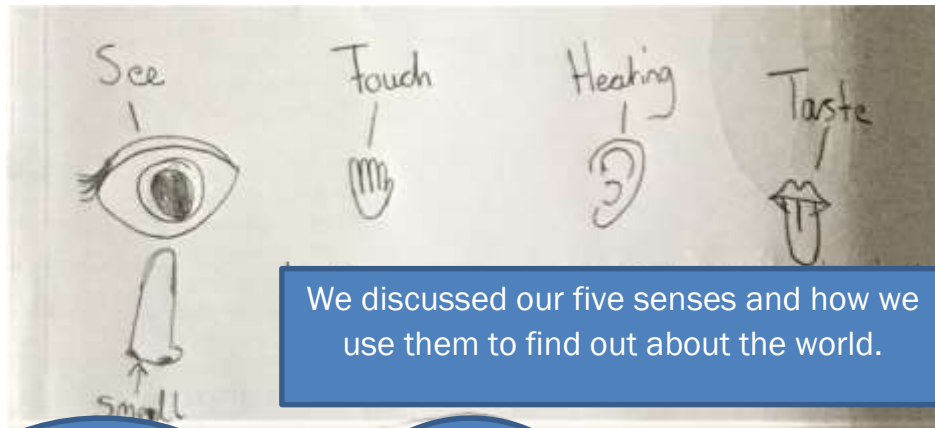 See
Touch
Hearing
Taste
small
We discussed our five senses and how we
use them to find out about the world.